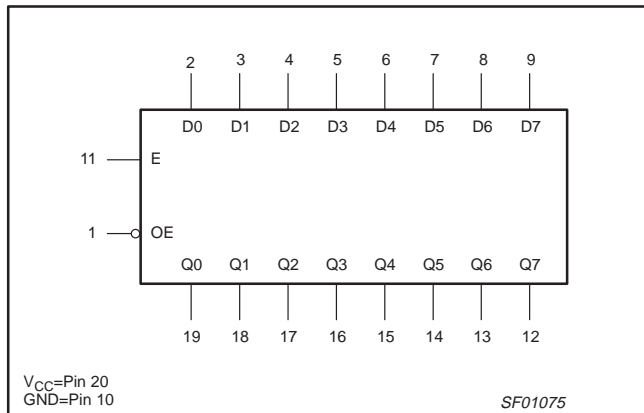 2 3 4 5 6 7 8 9
D0 D1 D2 D3 D4 D5 D6 D7
11 E
1 OE
Q0 Q1 Q2 Q3 Q4 Q5 Q6 Q7
19 18 17 16 15 14 13 12
VCC=Pin 20
GND=Pin 10
SF01075